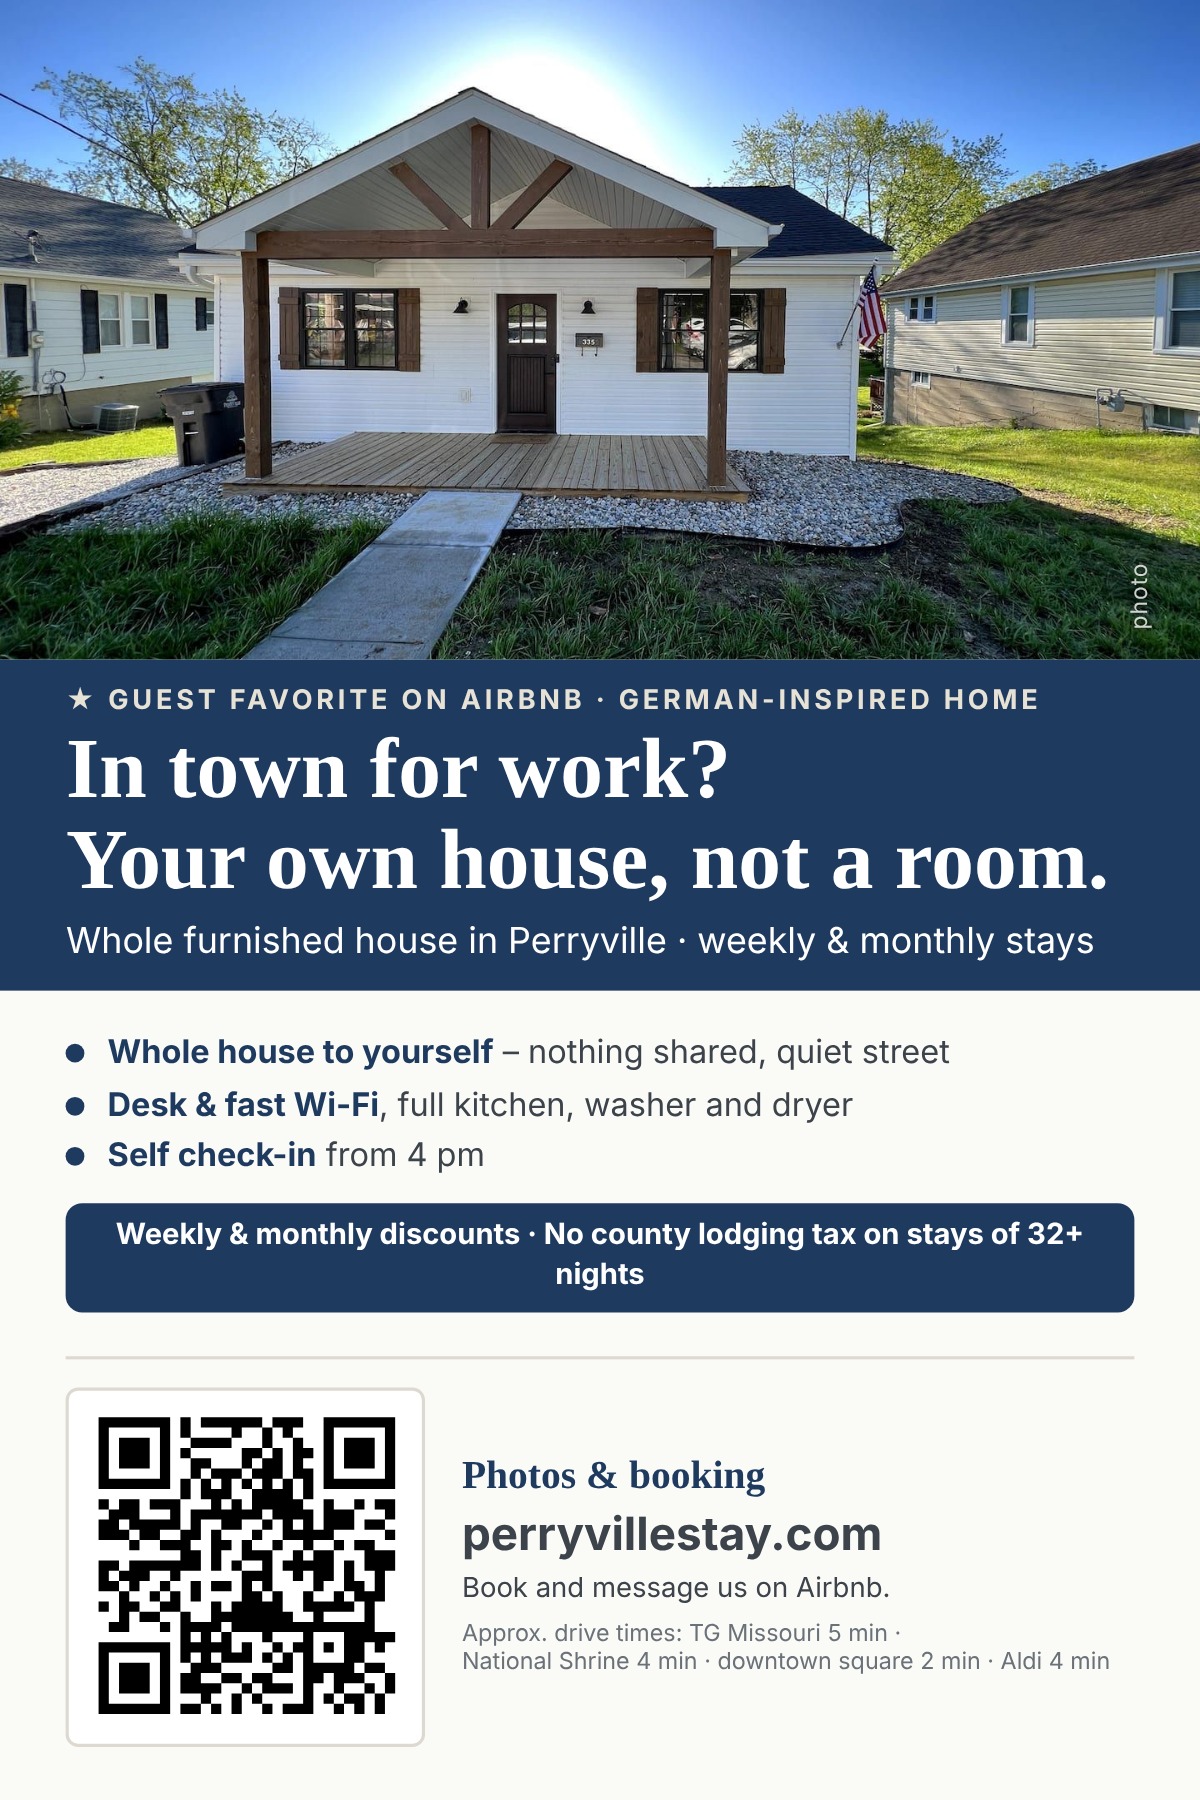 335
photo
★ GUEST FAVORITE ON AIRBNB · GERMAN-INSPIRED HOME
In town for work?
Your own house, not a room.
Whole furnished house in Perryville · weekly & monthly stays
● Whole house to yourself – nothing shared, quiet street
● Desk & fast Wi-Fi, full kitchen, washer and dryer
● Self check-in from 4 pm
Weekly & monthly discounts · No county lodging tax on stays of 32+
nights
Photos & booking
perryvillestay.com
Book and message us on Airbnb.
Approx. drive times: TG Missouri 5 min ·
National Shrine 4 min · downtown square 2 min · Aldi 4 min